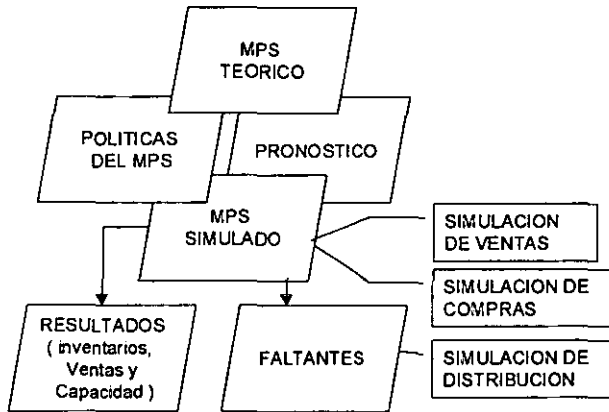 MPS
TEORICO
POLITICAS
DEL MPS
PRONOSTICO
MPS
SIMULADO
SIMULACION
DE VENTAS
SIMULACION DE
COMPRAS
RESULTADOS
( inventarios,
Ventas y
Capacidad )
FALTANTES
SIMULACION DE
DISTRIBUCION